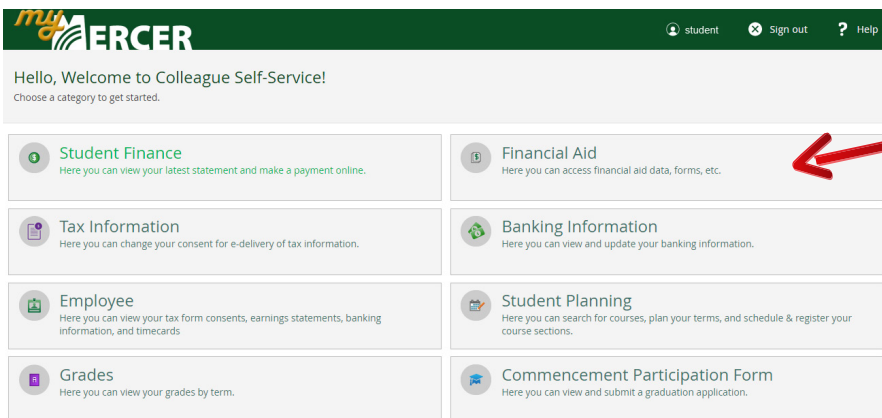 my MERCER
student Sign out ? Help
Hello, Welcome to Colleague Self-Service!
Choose a category to get started.
Student Finance
Here you can view your latest statement and make a payment online.
Financial Aid
Here you can access financial aid data, forms, etc.
Tax Information
Here you can change your consent for e-delivery of tax information.
Banking Information
Here you can view and update your banking information.
Employee
Here you can view your tax form consents, earnings statements, banking
information, and timecards
Student Planning
Here you can search for courses, plan your terms, and schedule & register your
course sections.
Grades
Here you can view your grades by term.
Commencement Participation Form
Here you can view and submit a graduation application.